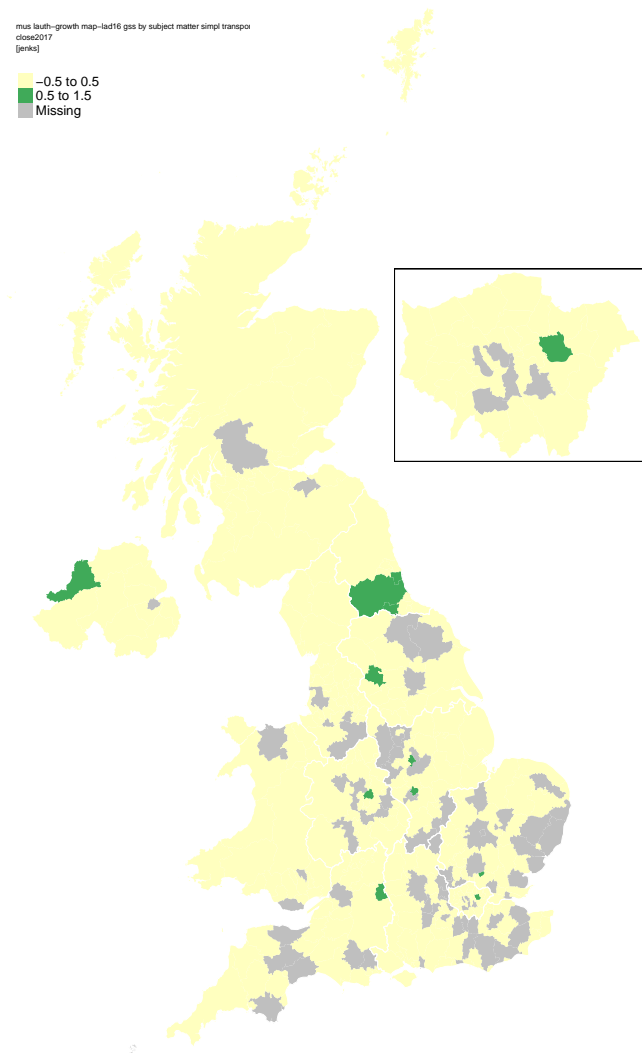 mus lauth−growth map−lad16 gss by subject matter simpl transpo
close2017
[jenks]
−0.5 to 0.5
0.5 to 1.5
Missing